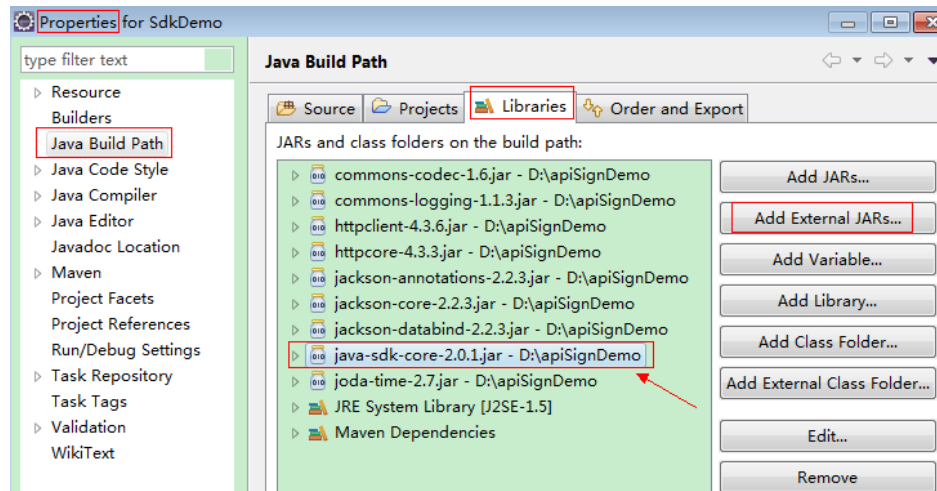 Properties for SdkDemo
type filter text
Resource
Builders
Java Build Path
Java Code Style
Java Compiler
Java Editor
Javadoc Location
Maven
Project Facets
Project References
Run/Debug Settings
Task Repository
Task Tags
Validation
WikiText
Java Build Path
Source Projects Libraries Order and Export
JARs and class folders on the build path:
commons-codec-1.6.jar - D:\apiSignDemo
commons-logging-1.1.3.jar - D:\apiSignDemo
httpclient-4.3.6.jar - D:\apiSignDemo
httpcore-4.3.3.jar - D:\apiSignDemo
jackson-annotations-2.2.3.jar - D:\apiSignDemo
jackson-core-2.2.3.jar - D:\apiSignDemo
jackson-databind-2.2.3.jar - D:\apiSignDemo
java-sdk-core-2.0.1.jar - D:\apiSignDemo
joda-time-2.7.jar - D:\apiSignDemo
JRE System Library [J2SE-1.5]
Maven Dependencies
Add JARs...
Add External JARs...
Add Variable...
Add Library...
Add Class Folder...
Add External Class Folder...
Edit...
Remove